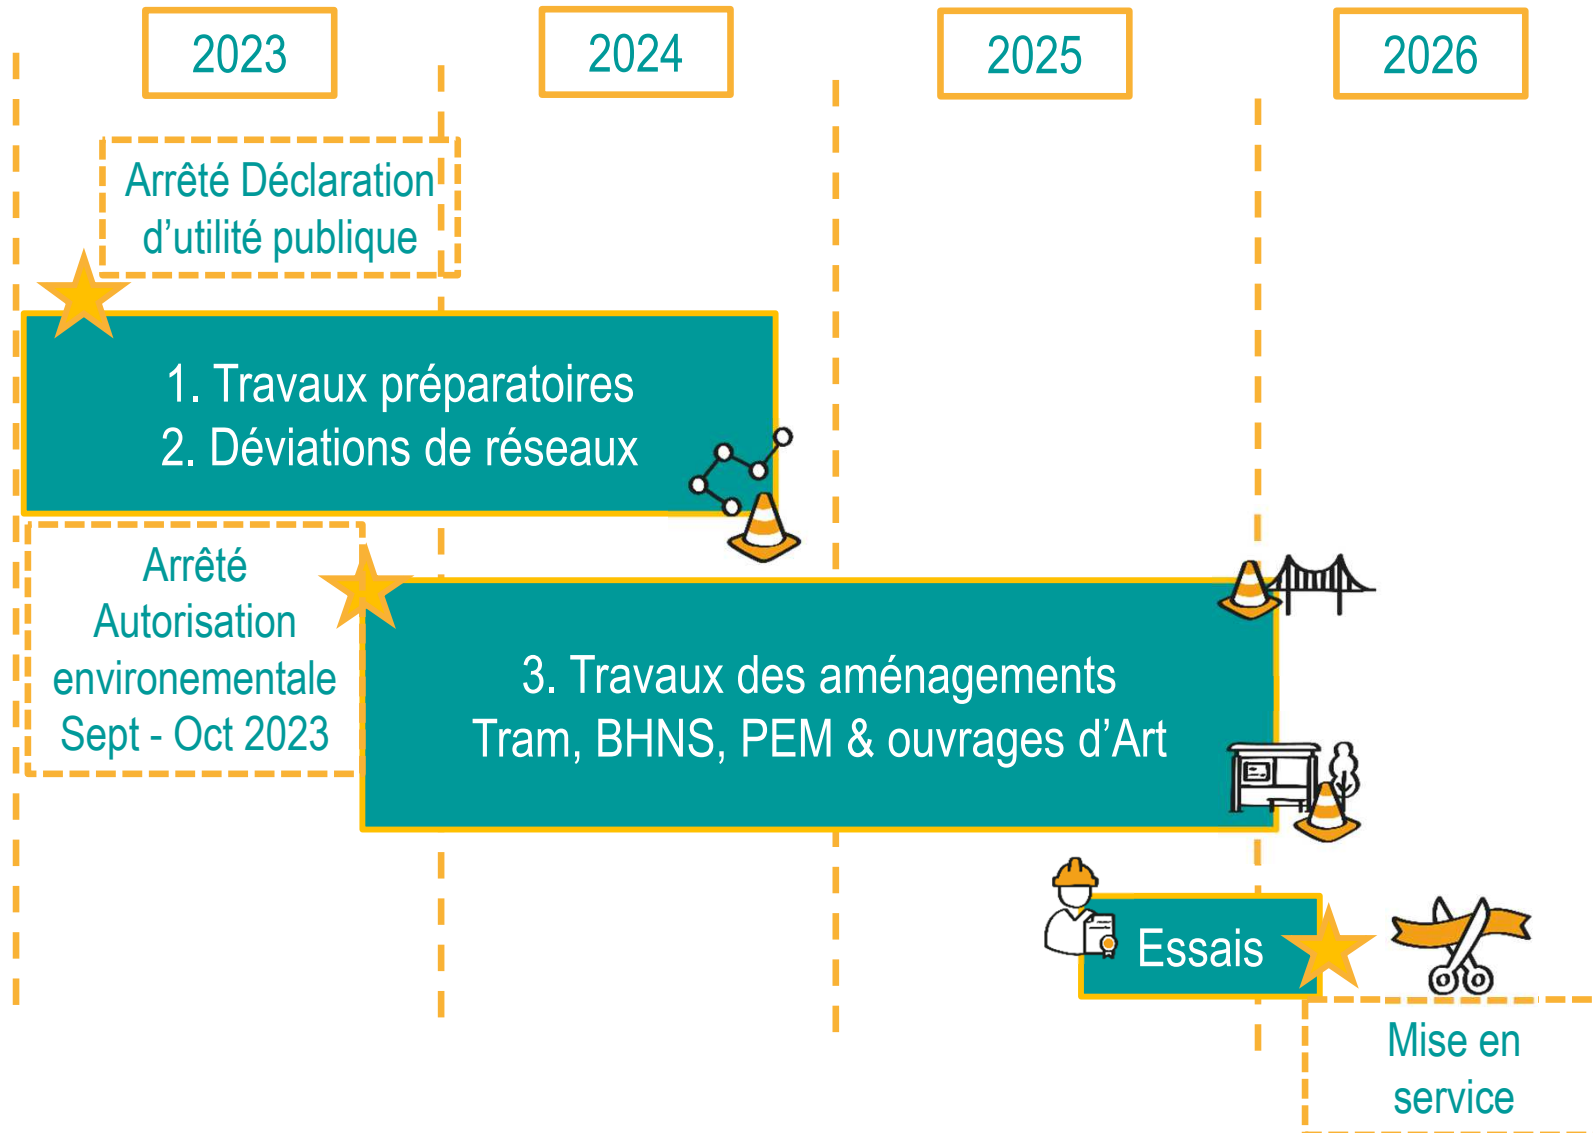 2023
2024
2025
2026
Arrêté Déclaration
d’utilité publique
1. Travaux préparatoires
2. Déviations de réseaux
Arrêté
Autorisation
environementale
Sept - Oct 2023
3. Travaux des aménagements
Tram, BHNS, PEM & ouvrages d’Art
Essais
Mise en
service